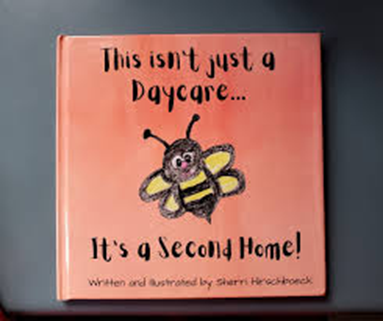 This isn't just a
Daycare...
It's a Second Home!
Written and illustrated by Sherri Hirschboeck